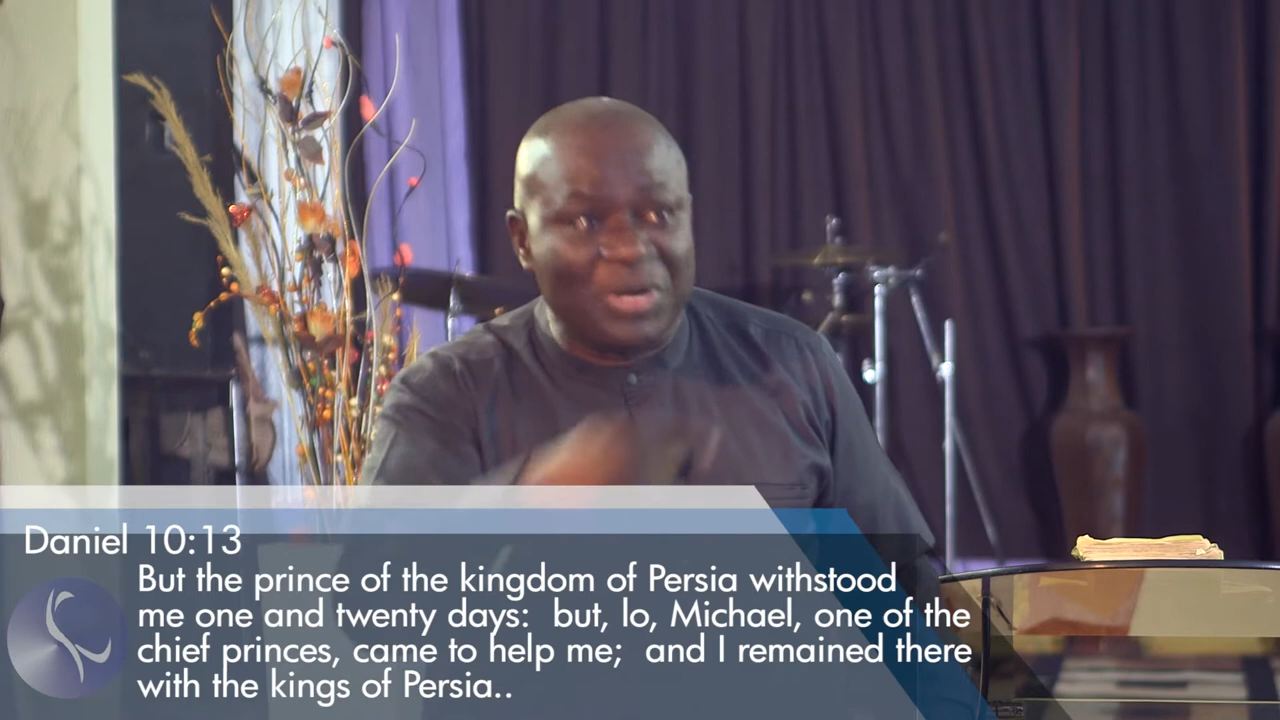 Daniel 10:13
But the prince of the kingdom of Persia withstood
me one and twenty days:  but, lo, Michael, one of the
chief princes, came to help me;  and I remained there
with the kings of Persia..